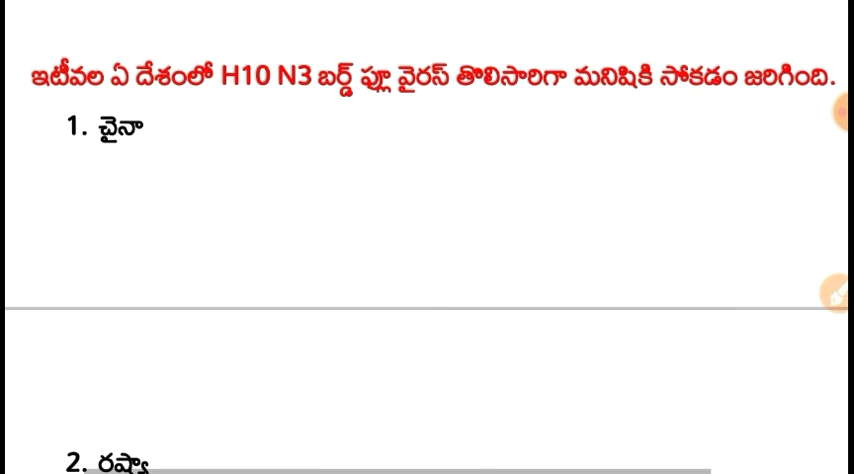 ఇటీవల ఏ దేశంలో H10 N3 బర్డ్ ఫ్లూ వైరస్ తొలిసారిగా మనిషికి సోకడం జరిగింది.
1. చైనా
2. రష్యా